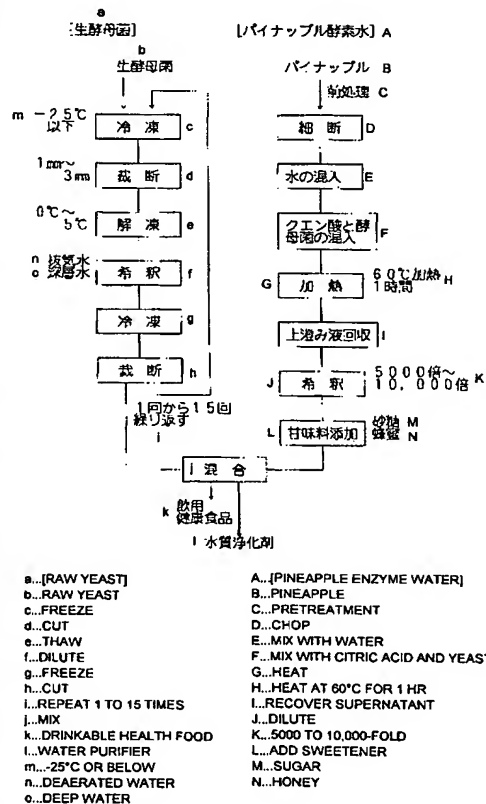 a
[生酵母菌]
b
生酵母菌
m -25℃
以下
冷凍 c
1mm~
3mm
裁断 d
0℃~
5℃
解凍 e
n 抜気水
o 深層水
希釈 f
冷凍 g
裁断 h
1回から15回
繰り返す
i
[パイナップル酵素水] A
パイナップル B
前処理 C
細断 D
水の混入 E
クエン酸と酵
母菌の混入 F
G 加熱
60℃加熱
1時間 H
上澄み液回収 I
J 希釈
5000倍~
10,000倍 K
L 甘味料添加
砂糖 M
蜂蜜 N
j 混合
k 飲用
健康食品
l 水質浄化剤
a...[RAW YEAST]
b...RAW YEAST
c...FREEZE
d...CUT
e...THAW
f...DILUTE
g...FREEZE
h...CUT
i...REPEAT 1 TO 15 TIMES
j...MIX
k...DRINKABLE HEALTH FOOD
l...WATER PURIFIER
m...-25°C OR BELOW
n...DEAERATED WATER
o...DEEP WATER
A...[PINEAPPLE ENZYME WATER]
B...PINEAPPLE
C...PRETREATMENT
D...CHOP
E...MIX WITH WATER
F...MIX WITH CITRIC ACID AND YEAST
G...HEAT
H...HEAT AT 60°C FOR 1 HR
I...RECOVER SUPERNATANT
J...DILUTE
K...5000 TO 10,000-FOLD
L...ADD SWEETENER
M...SUGAR
N...HONEY